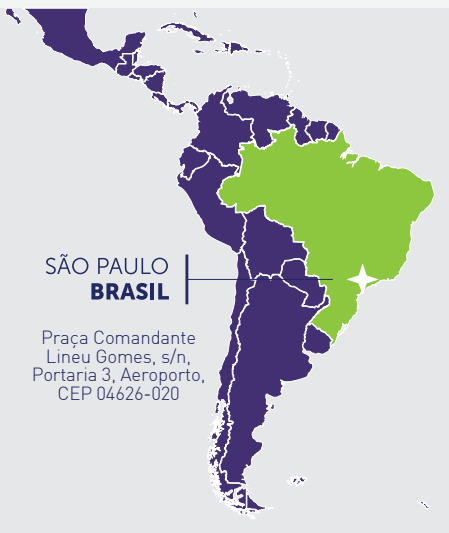 SÃO PAULO
BRASIL
Praça Comandante
Lineu Gomes, s/n,
Portaria 3, Aeroporto,
CEP 04626-020